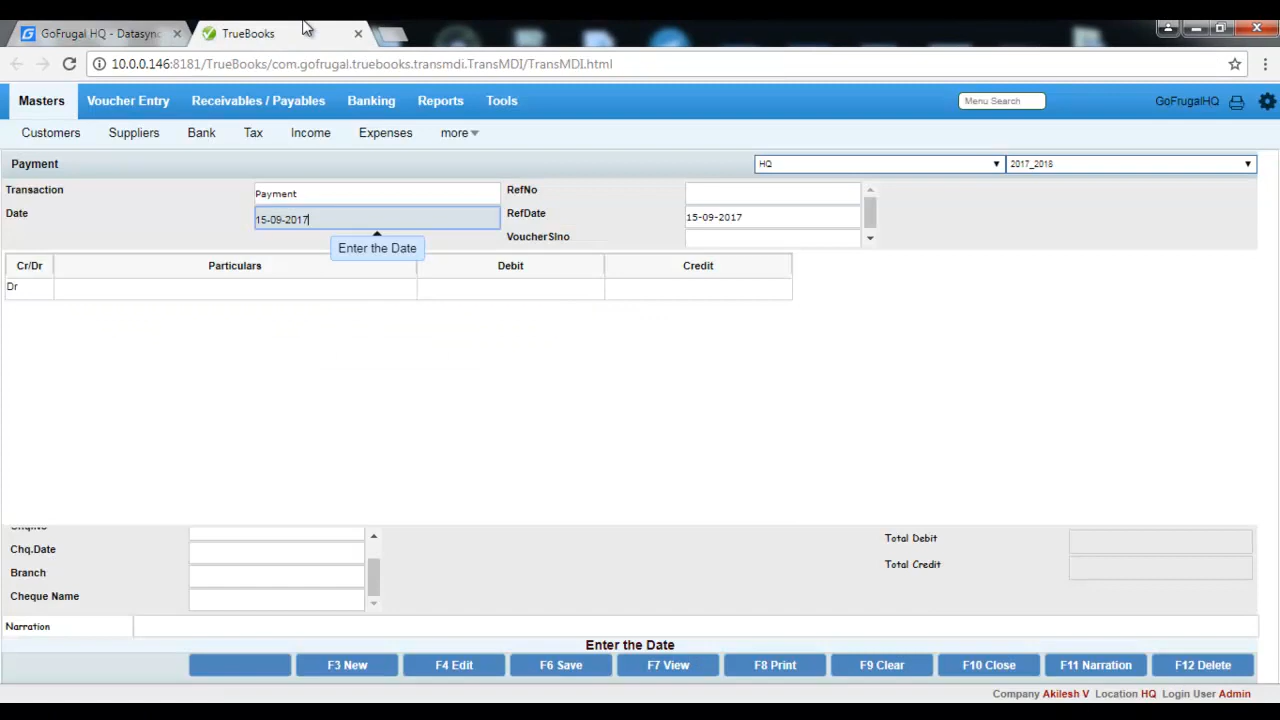 GoFrugal HQ - Datasync
TrueBooks
10.0.0.146:8181/TrueBooks/com.gofrugal.truebooks.transmdi.TransMDI/TransMDI.html
Masters Voucher Entry Receivables / Payables Banking Reports Tools Menu Search GoFrugalHQ
Customers Suppliers Bank Tax Income Expenses more
Payment HQ 2017_2018
Transaction Payment RefNo
Date 15-09-2017 RefDate 15-09-2017
VoucherSlno
Enter the Date
Cr/Dr Particulars Debit Credit
Dr
Chq.No
Chq.Date Total Debit
Branch Total Credit
Cheque Name
Narration
Enter the Date
F3 New F4 Edit F6 Save F7 View F8 Print F9 Clear F10 Close F11 Narration F12 Delete
Company Akilesh V Location HQ Login User Admin